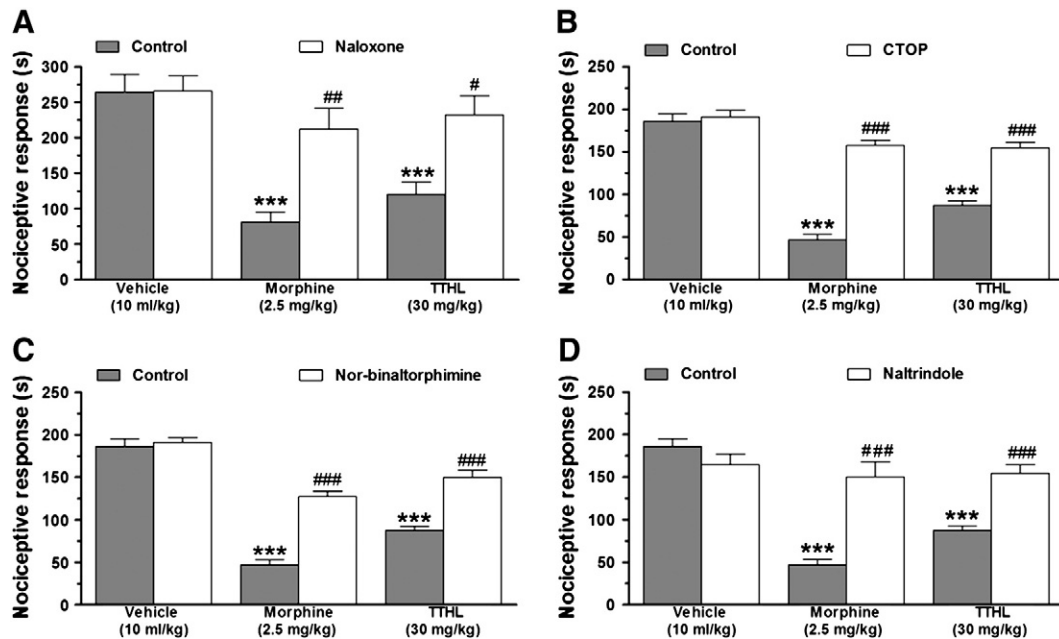 A
Control Naloxone
Nociceptive response (s)
300
250
200
150
100
50
0
***
##
***
#
Vehicle Morphine TTHL
(10 ml/kg) (2.5 mg/kg) (30 mg/kg)
B
Control CTOP
Nociceptive response (s)
250
200
150
100
50
0
***
###
***
###
Vehicle Morphine TTHL
(10 ml/kg) (2.5 mg/kg) (30 mg/kg)
C
Control Nor-binaltorphimine
Nociceptive response (s)
250
200
150
100
50
0
***
###
***
###
Vehicle Morphine TTHL
(10 ml/kg) (2.5 mg/kg) (30 mg/kg)
D
Control Naltrindole
Nociceptive response (s)
250
200
150
100
50
0
***
###
***
###
Vehicle Morphine TTHL
(10 ml/kg) (2.5 mg/kg) (30 mg/kg)